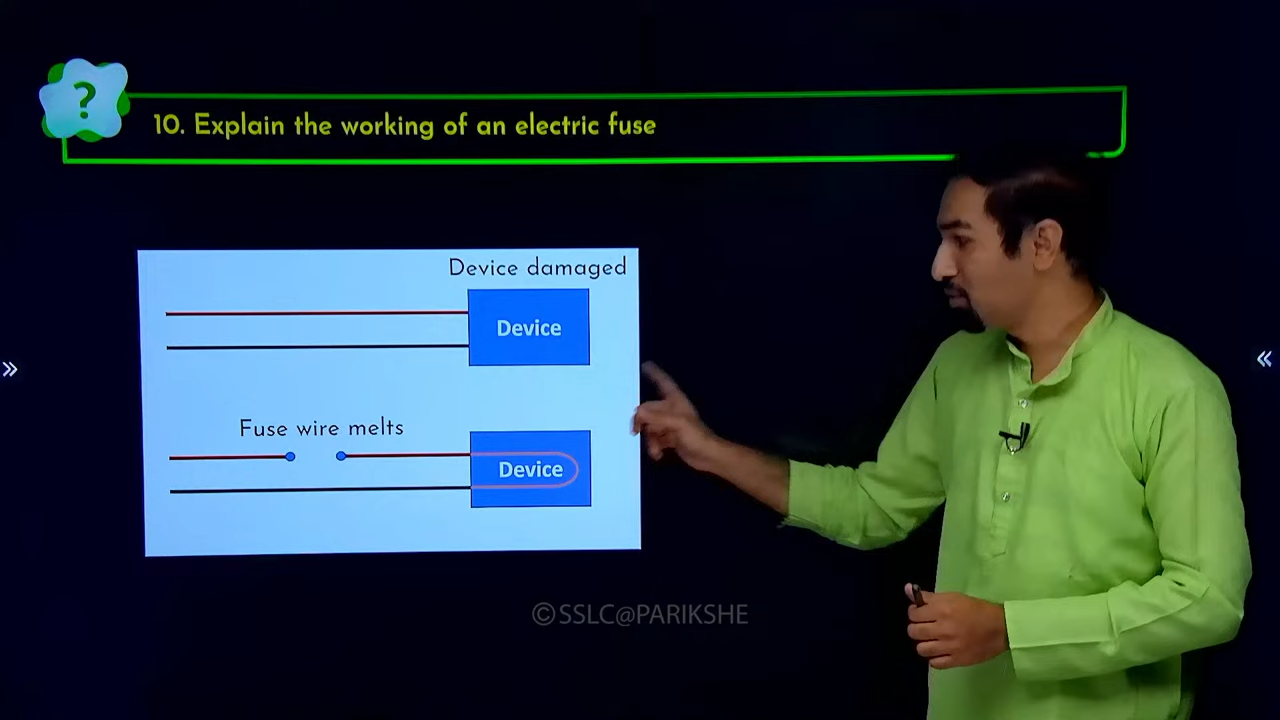 ?
10. Explain the working of an electric fuse
Device damaged
Device
Fuse wire melts
Device
©SSLC@PARIKSHE